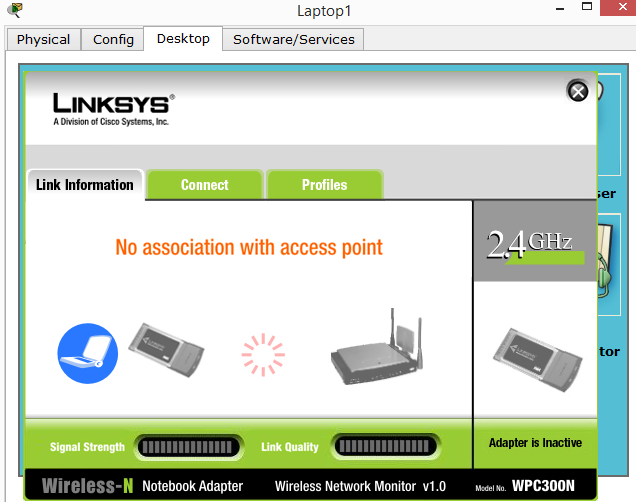 Laptop1
Physical Config Desktop Software/Services
LINKSYS®
A Division of Cisco Systems, Inc.
Link Information Connect Profiles
ser
No association with access point
2.4GHz
tor
Signal Strength Link Quality Adapter is Inactive
Wireless-N Notebook Adapter Wireless Network Monitor v1.0 Model No. WPC300N